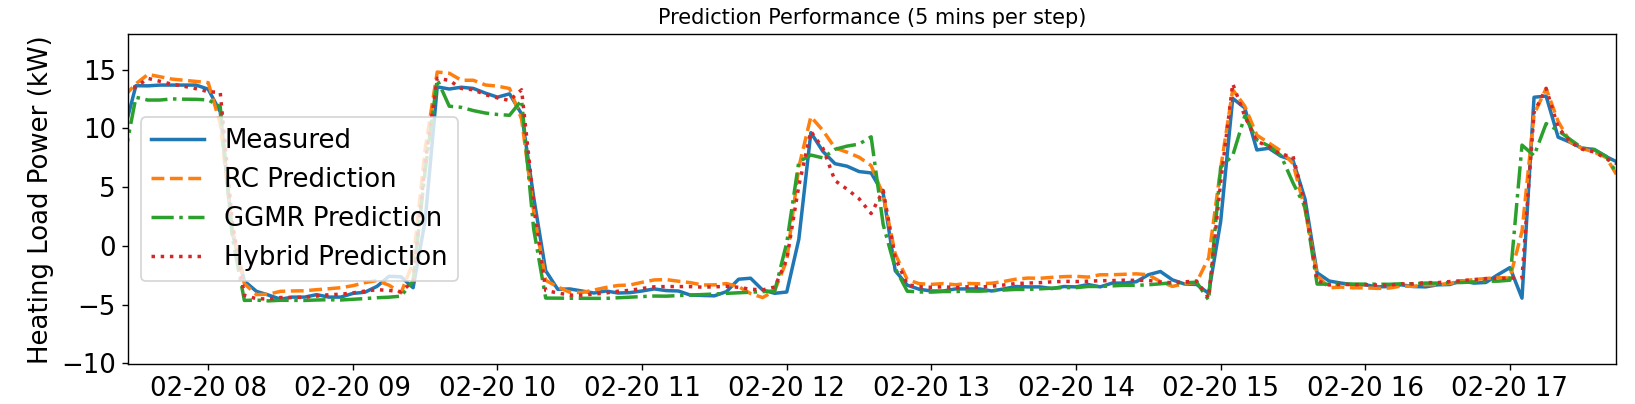 Prediction Performance (5 mins per step)
Heating Load Power (kW)
15
10
5
0
−5
−10
Measured
RC Prediction
GGMR Prediction
Hybrid Prediction
02-20 08 02-20 09 02-20 10 02-20 11 02-20 12 02-20 13 02-20 14 02-20 15 02-20 16 02-20 17